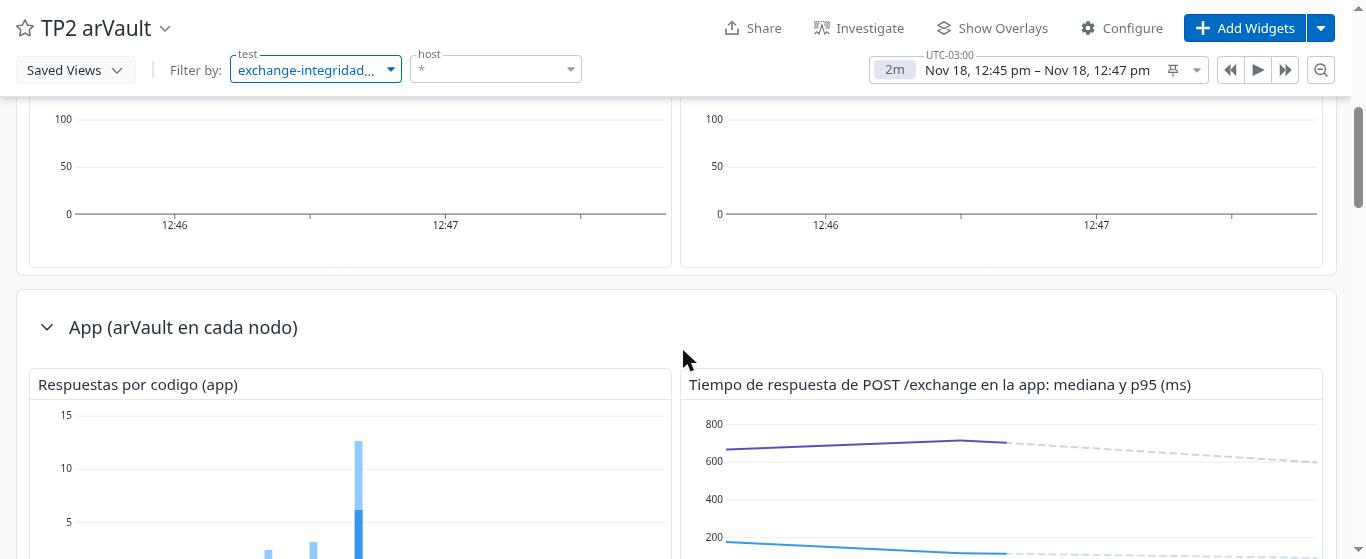 TP2 arVault
Share
Investigate
Show Overlays
Configure
Add Widgets
Saved Views
Filter by:
test
exchange-integridad...
host
*
UTC-03:00
2m
Nov 18, 12:45 pm – Nov 18, 12:47 pm
100
50
0
12:46
12:47
100
50
0
12:46
12:47
App (arVault en cada nodo)
Respuestas por codigo (app)
15
10
5
Tiempo de respuesta de POST /exchange en la app: mediana y p95 (ms)
800
600
400
200